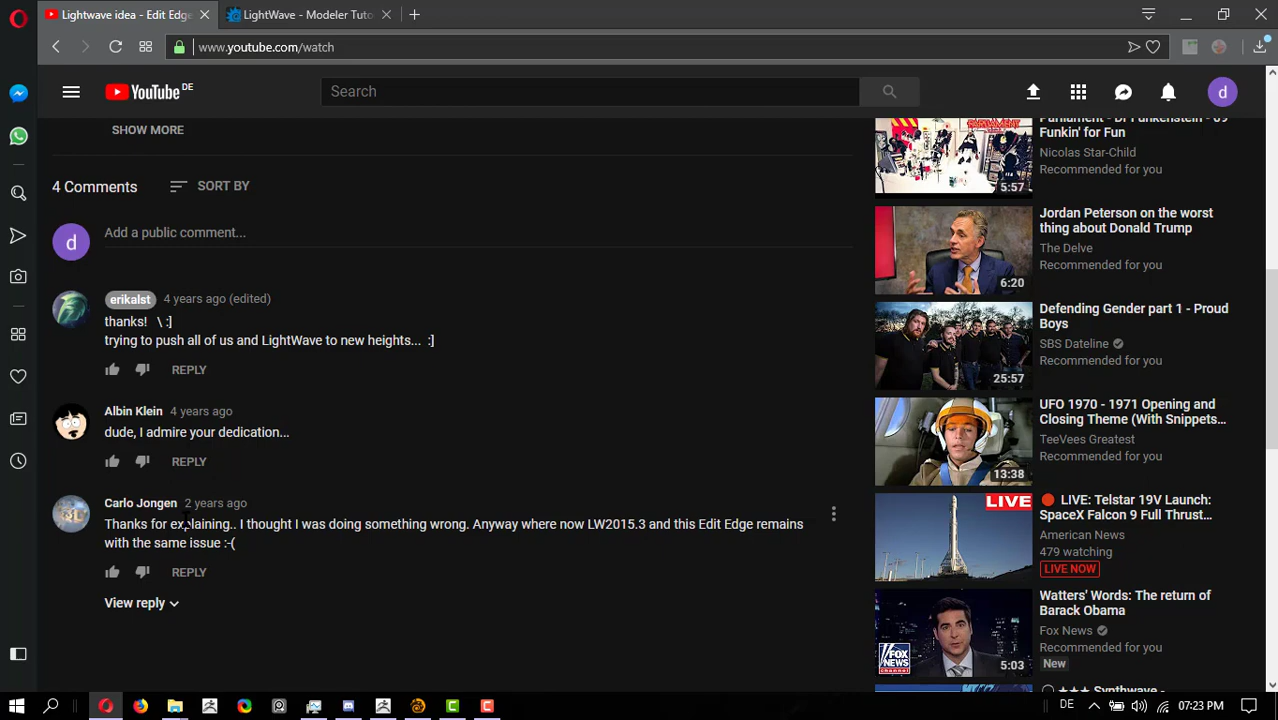 Lightwave idea - Edit Edge
LightWave - Modeler Tuto
www.youtube.com/watch
YouTube DE
Search
d
SHOW MORE
4 Comments
SORT BY
d
Add a public comment...
erikalst 4 years ago (edited)
thanks! \ :]
trying to push all of us and LightWave to new heights... :]
REPLY
Albin Klein 4 years ago
dude, I admire your dedication...
REPLY
Carlo Jongen 2 years ago
Thanks for explaining.. I thought I was doing something wrong. Anyway where now LW2015.3 and this Edit Edge remains
with the same issue :-(
REPLY
View reply
Parliament - Dr Funkenstein - 69
Funkin' for Fun
Nicolas Star-Child
Recommended for you
5:57
Jordan Peterson on the worst
thing about Donald Trump
The Delve
Recommended for you
6:20
Defending Gender part 1 - Proud
Boys
SBS Dateline
Recommended for you
25:57
UFO 1970 - 1971 Opening and
Closing Theme (With Snippets...
TeeVees Greatest
Recommended for you
13:38
LIVE: Telstar 19V Launch:
SpaceX Falcon 9 Full Thrust...
American News
479 watching
LIVE NOW
LIVE
Watters' Words: The return of
Barack Obama
Fox News
Recommended for you
New
FOX
NEWS
5:03
DE
07:23 PM